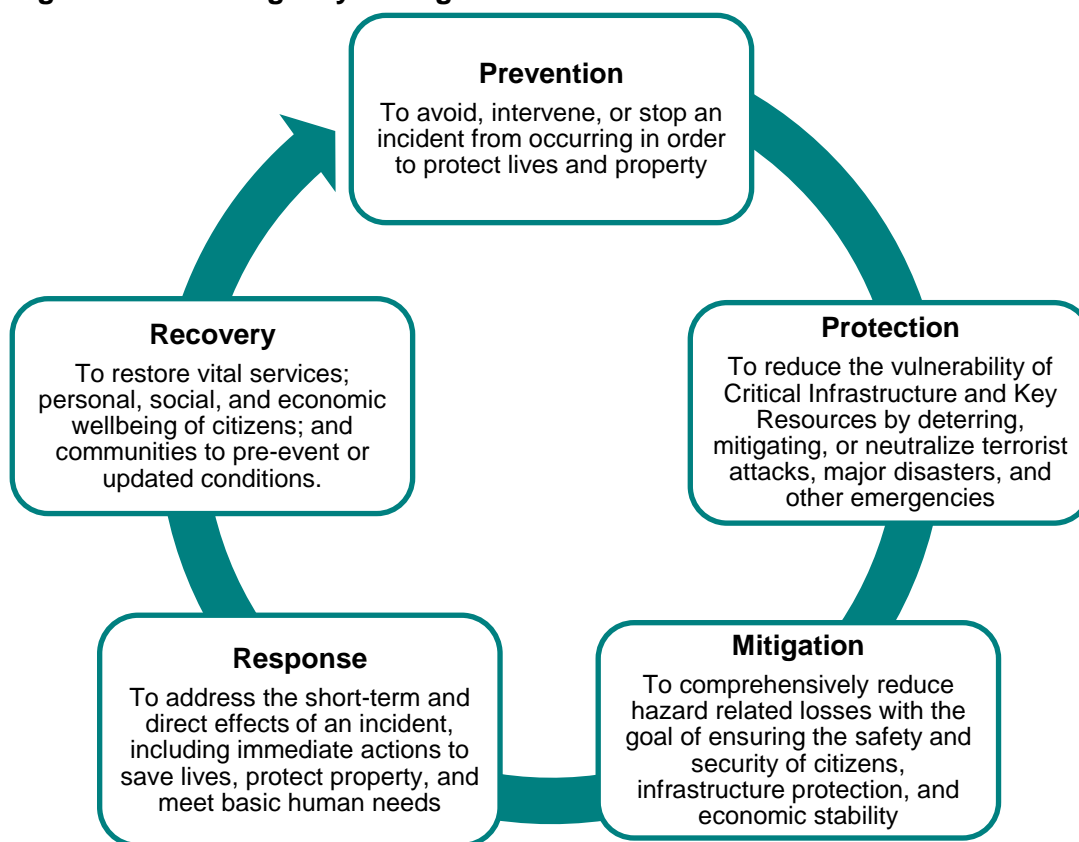 Prevention
To avoid, intervene, or stop an
incident from occurring in order
to protect lives and property
Protection
To reduce the vulnerability of
Critical Infrastructure and Key
Resources by deterring,
mitigating, or neutralize terrorist
attacks, major disasters, and
other emergencies
Mitigation
To comprehensively reduce
hazard related losses with the
goal of ensuring the safety and
security of citizens,
infrastructure protection, and
economic stability
Response
To address the short-term and
direct effects of an incident,
including immediate actions to
save lives, protect property, and
meet basic human needs
Recovery
To restore vital services;
personal, social, and economic
wellbeing of citizens; and
communities to pre-event or
updated conditions.